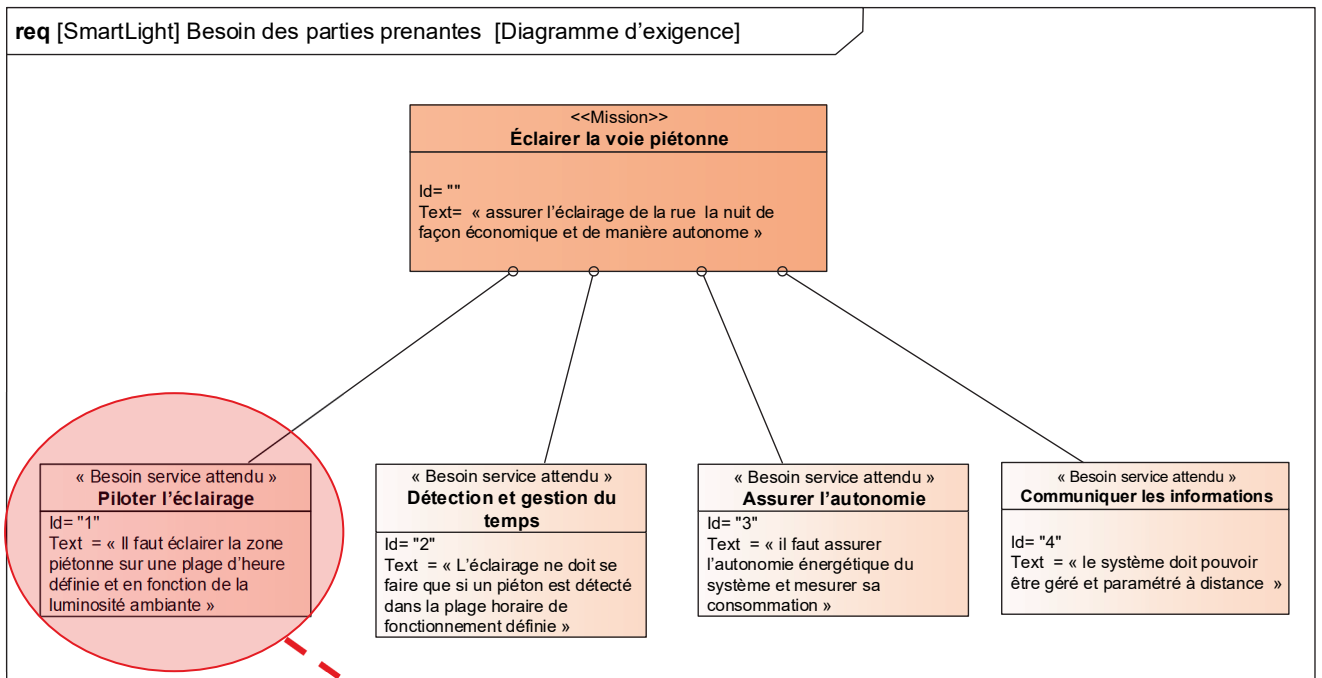 req [SmartLight] Besoin des parties prenantes [Diagramme d'exigence]
<<Mission>>
Éclairer la voie piétonne
Id= ""
Text= « assurer l'éclairage de la rue la nuit de
façon économique et de manière autonome »
« Besoin service attendu »
Piloter l'éclairage
Id= "1"
Text = « Il faut éclairer la zone
piétonne sur une plage d'heure
définie et en fonction de la
luminosité ambiante »
« Besoin service attendu »
Détection et gestion du
temps
Id= "2"
Text = « L'éclairage ne doit se
faire que si un piéton est détecté
dans la plage horaire de
fonctionnement définie »
« Besoin service attendu »
Assurer l'autonomie
Id= "3"
Text = « il faut assurer
l'autonomie énergétique du
système et mesurer sa
consommation »
« Besoin service attendu »
Communiquer les informations
Id= "4"
Text = « le système doit pouvoir
être géré et paramétré à distance »